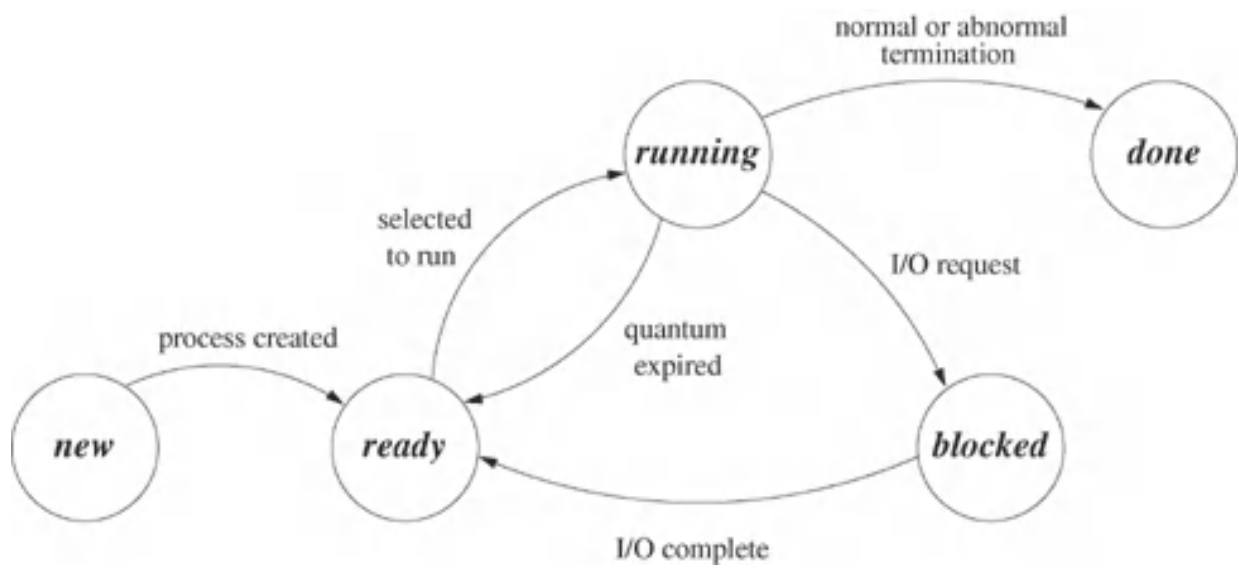 normal or abnormal
termination
running
done
selected
to run
I/O request
process created
quantum
expired
new
ready
blocked
I/O complete